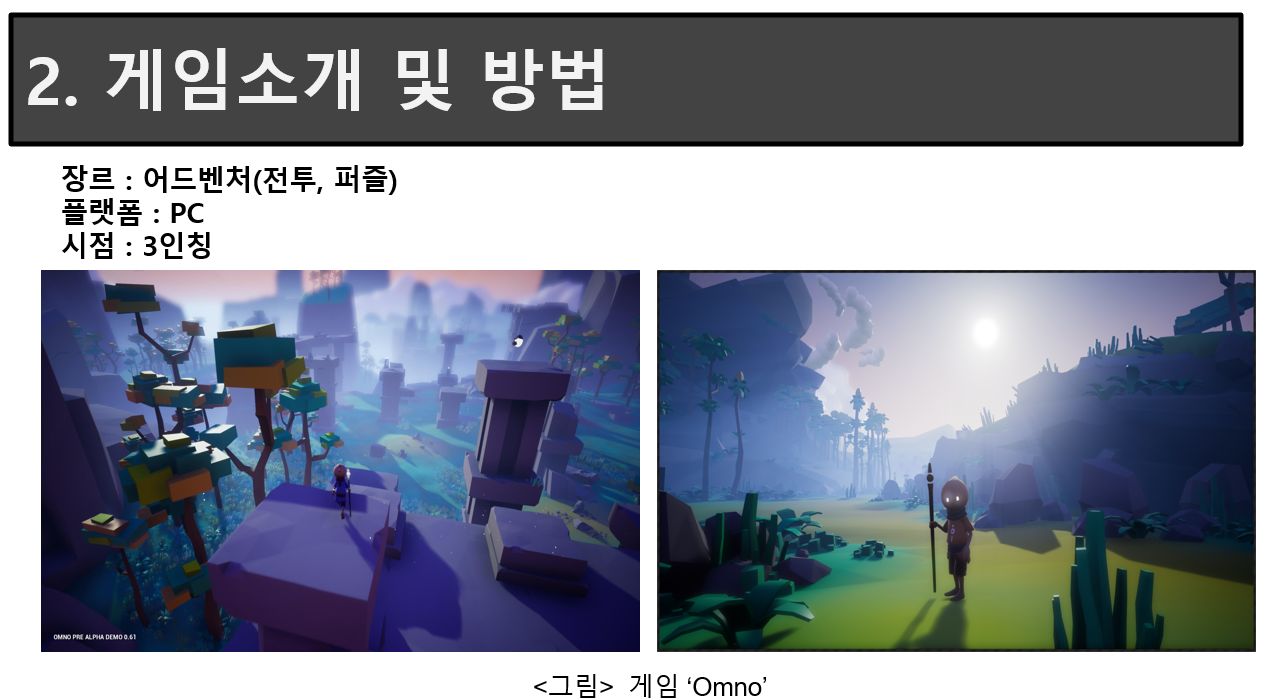 2. 게임소개 및 방법
장르 : 어드벤처(전투, 퍼즐)
플랫폼 : PC
시점 : 3인칭
OMNO PRE ALPHA DEMO 0.61
<그림>  게임 ‘Omno’